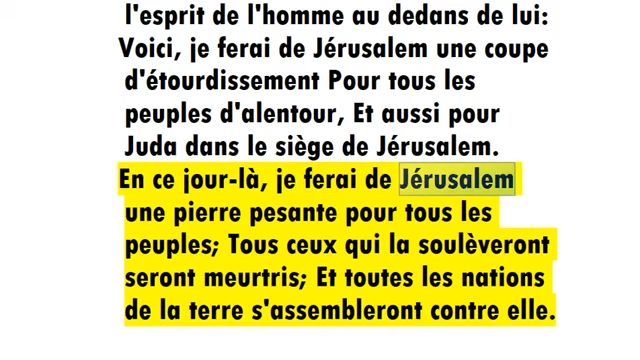 l'esprit de l'homme au dedans de lui:
Voici, je ferai de Jérusalem une coupe
d'étourdissement Pour tous les
peuples d'alentour, Et aussi pour
Juda dans le siège de Jérusalem.
En ce jour-là, je ferai de Jérusalem
une pierre pesante pour tous les
peuples; Tous ceux qui la soulèveront
seront meurtris; Et toutes les nations
de la terre s'assembleront contre elle.